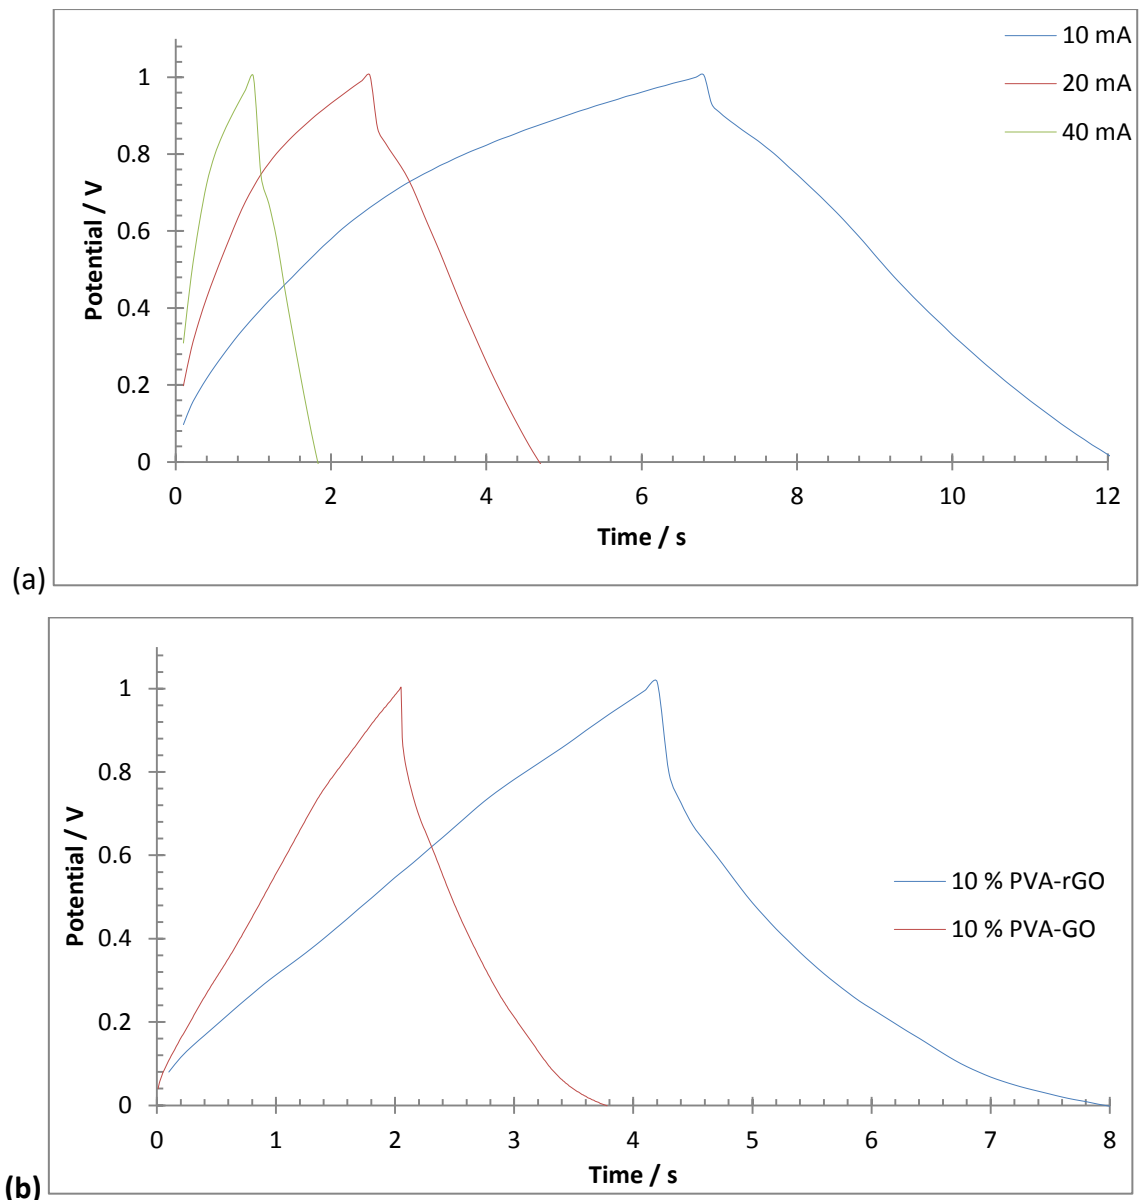 10 mA
20 mA
40 mA
1
0.8
0.6
0.4
0.2
0
Potential / V
0 2 4 6 8 10 12
Time / s
(a)
1
0.8
0.6
0.4
0.2
0
Potential / V
10 % PVA-rGO
10 % PVA-GO
0 1 2 3 4 5 6 7 8
Time / s
(b)